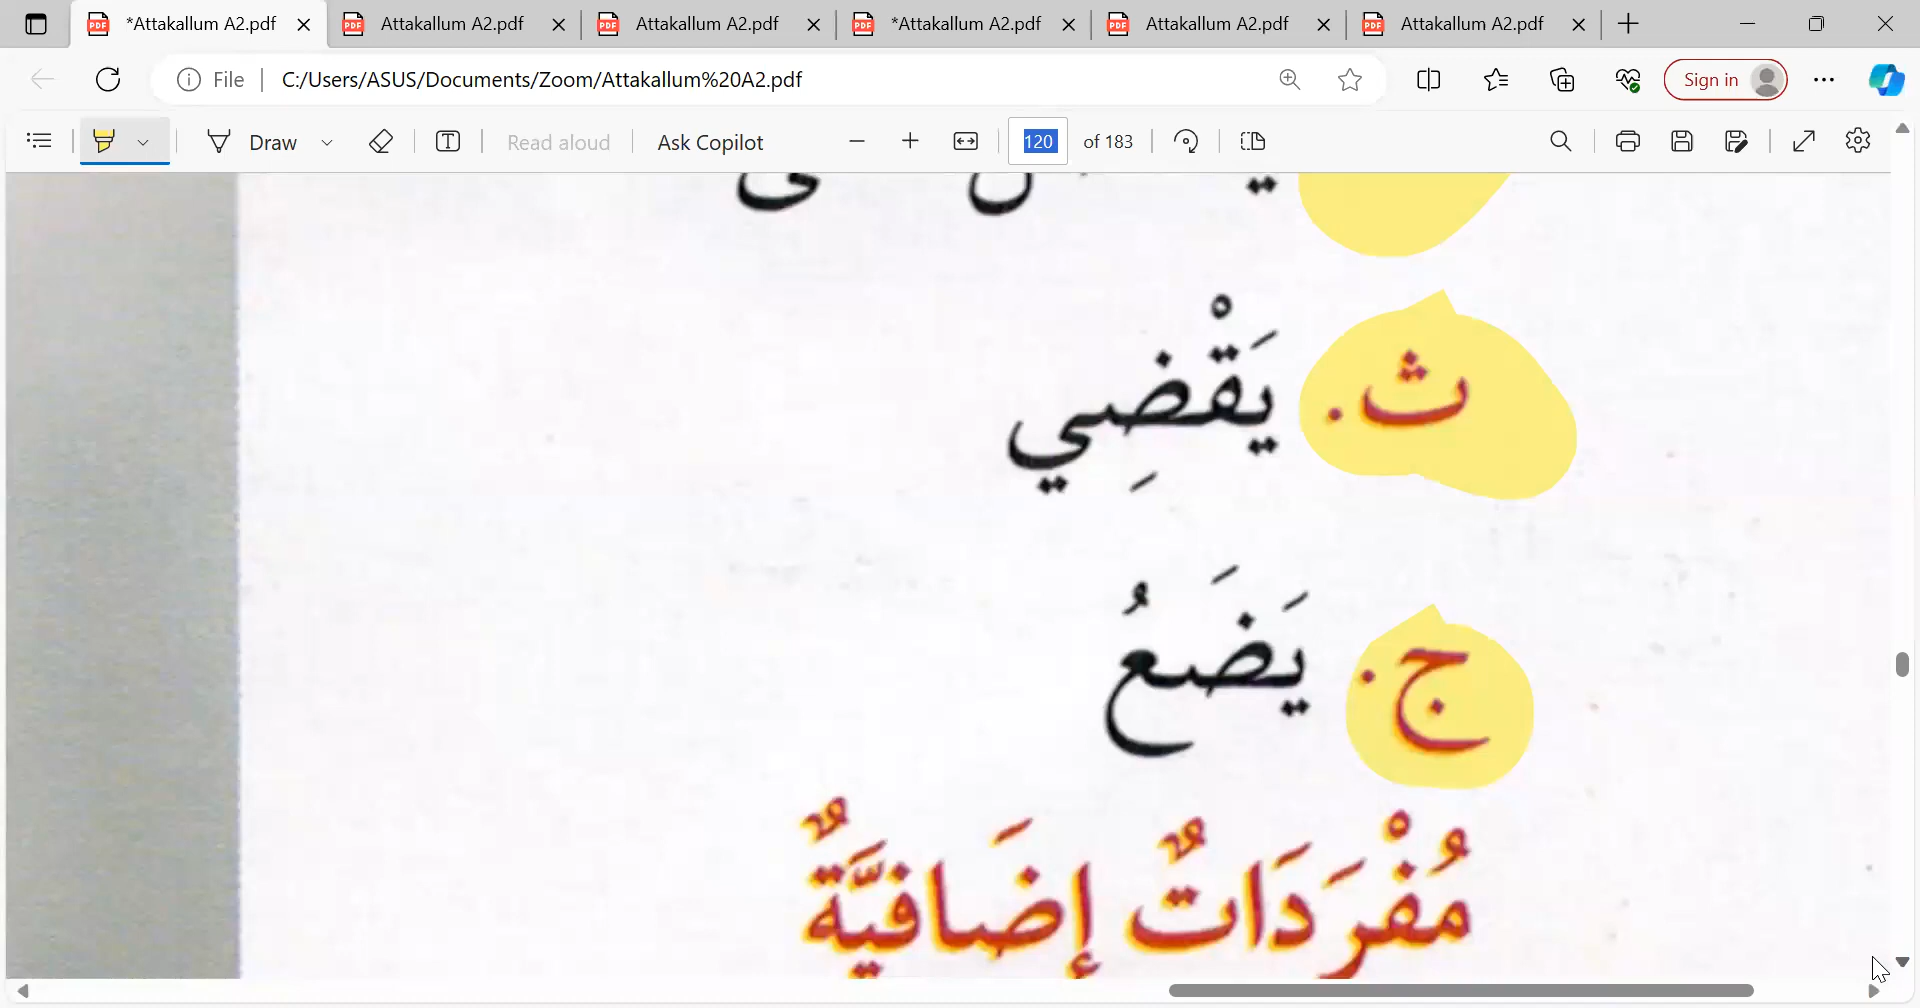 *Attakallum A2.pdf Attakallum A2.pdf Attakallum A2.pdf *Attakallum A2.pdf Attakallum A2.pdf Attakallum A2.pdf
File C:/Users/ASUS/Documents/Zoom/Attakallum%20A2.pdf Sign in
Draw Read aloud Ask Copilot 120 of 183
ث. يَقْضِي
ج. يَضَعُ
مُفْرَدَاتٌ إِضَافيَّةٌ